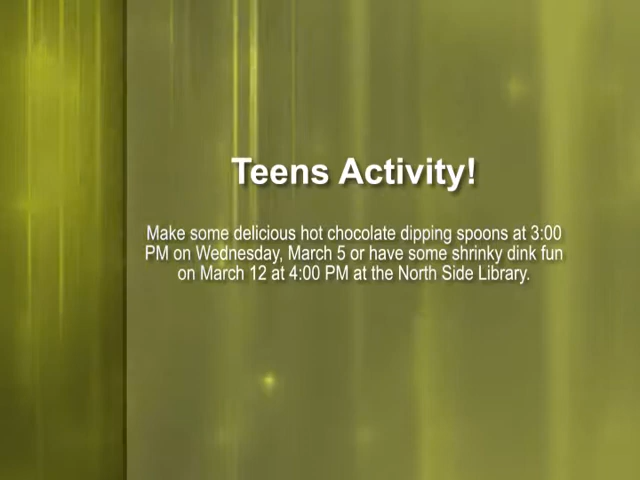 Teens Activity!
Make some delicious hot chocolate dipping spoons at 3:00
PM on Wednesday, March 5 or have some shrinky dink fun
on March 12 at 4:00 PM at the North Side Library.